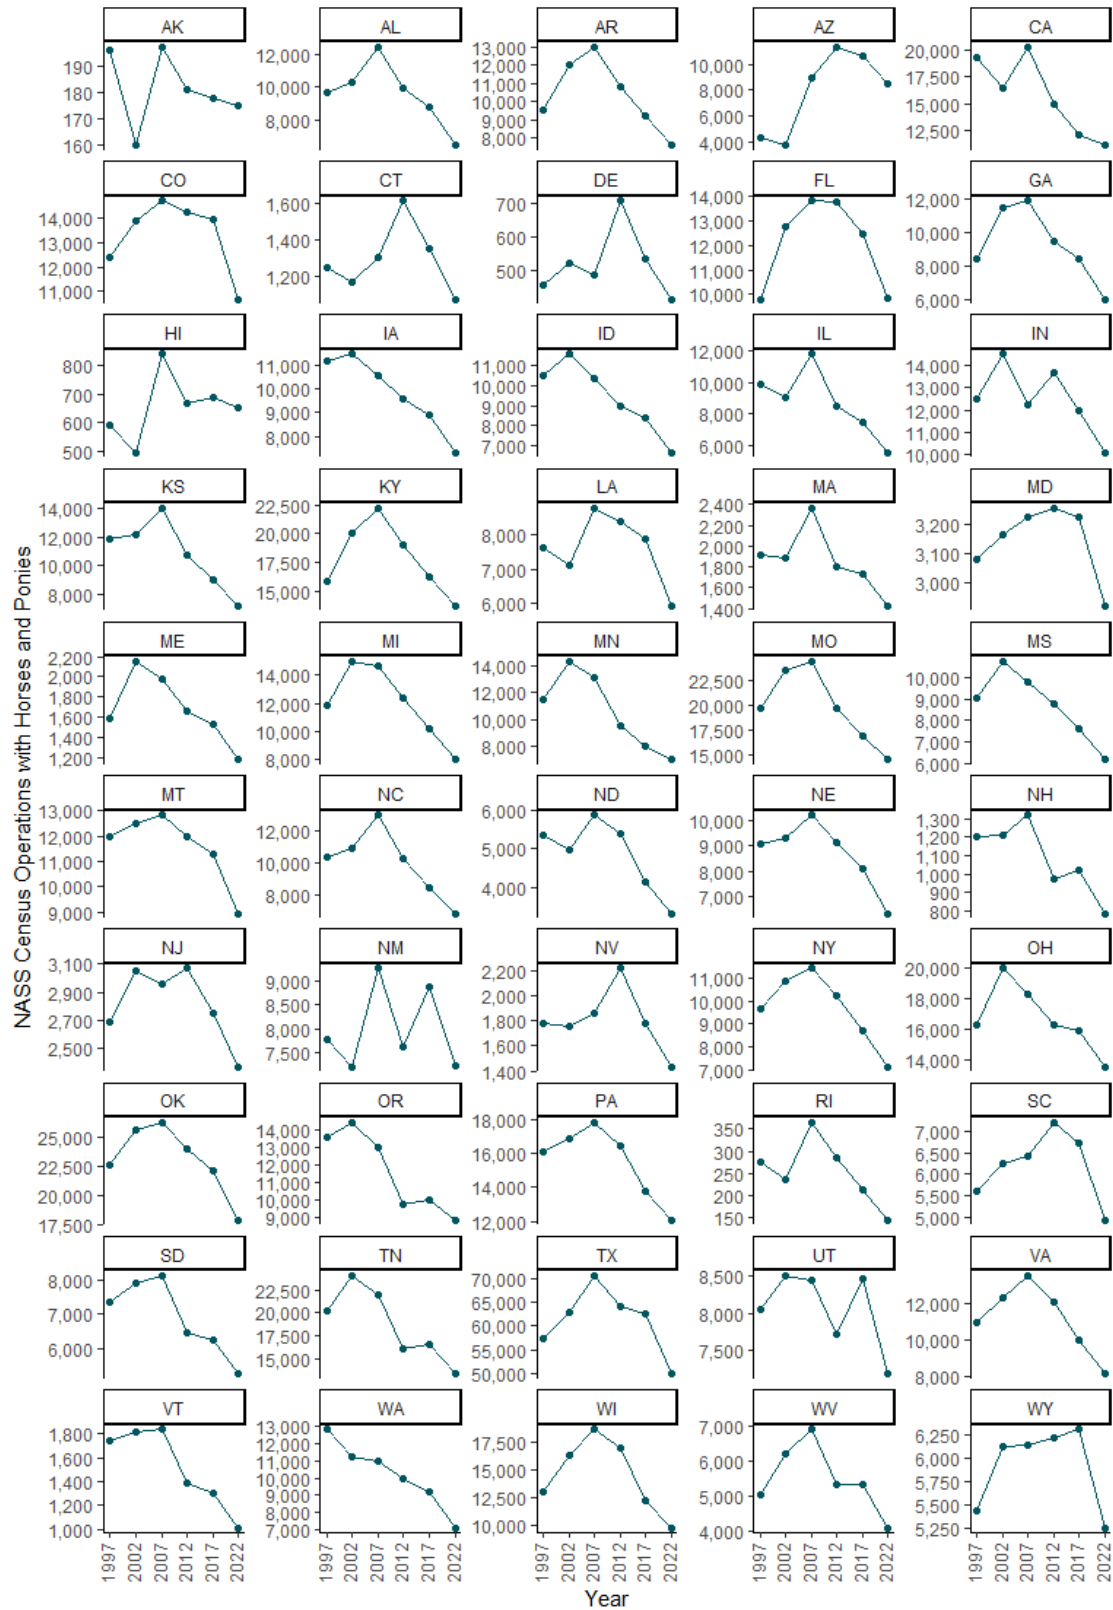 AK AL AR AZ CA
190 180 170 160
12,000 10,000 8,000
13,000 12,000 11,000 10,000 9,000 8,000
10,000 8,000 6,000 4,000
20,000 17,500 15,000 12,500
CO CT DE FL GA
14,000 13,000 12,000 11,000
1,600 1,400 1,200
700 600 500
14,000 13,000 12,000 11,000 10,000
12,000 10,000 8,000 6,000
HI IA ID IL IN
800 700 600 500
11,000 10,000 9,000 8,000
11,000 10,000 9,000 8,000 7,000
12,000 10,000 8,000 6,000
14,000 13,000 12,000 11,000 10,000
KS KY LA MA MD
14,000 12,000 10,000 8,000
22,500 20,000 17,500 15,000
8,000 7,000 6,000
2,400 2,200 2,000 1,800 1,600 1,400
3,200 3,100 3,000
ME MI MN MO MS
2,200 2,000 1,800 1,600 1,400 1,200
14,000 12,000 10,000 8,000
14,000 12,000 10,000 8,000
22,500 20,000 17,500 15,000
10,000 9,000 8,000 7,000 6,000
MT NC ND NE NH
13,000 12,000 11,000 10,000 9,000
12,000 10,000 8,000
6,000 5,000 4,000
10,000 9,000 8,000 7,000
1,300 1,200 1,100 1,000 900 800
NJ NM NV NY OH
3,100 2,900 2,700 2,500
9,000 8,500 8,000 7,500
2,200 2,000 1,800 1,600 1,400
11,000 10,000 9,000 8,000 7,000
20,000 18,000 16,000 14,000
OK OR PA RI SC
25,000 22,500 20,000 17,500
14,000 13,000 12,000 11,000 10,000 9,000
18,000 16,000 14,000 12,000
350 300 250 200 150
7,000 6,500 6,000 5,500 5,000
SD TN TX UT VA
8,000 7,000 6,000
22,500 20,000 17,500 15,000
70,000 65,000 60,000 55,000 50,000
8,500 8,000 7,500
12,000 10,000 8,000
VT WA WI WV WY
1,800 1,600 1,400 1,200 1,000
13,000 12,000 11,000 10,000 9,000 8,000 7,000
17,500 15,000 12,500 10,000
7,000 6,000 5,000 4,000
6,250 6,000 5,750 5,500 5,250
1997 2002 2007 2012 2017 2022
1997 2002 2007 2012 2017 2022
1997 2002 2007 2012 2017 2022
1997 2002 2007 2012 2017 2022
1997 2002 2007 2012 2017 2022
Year
NASS Census Operations with Horses and Ponies